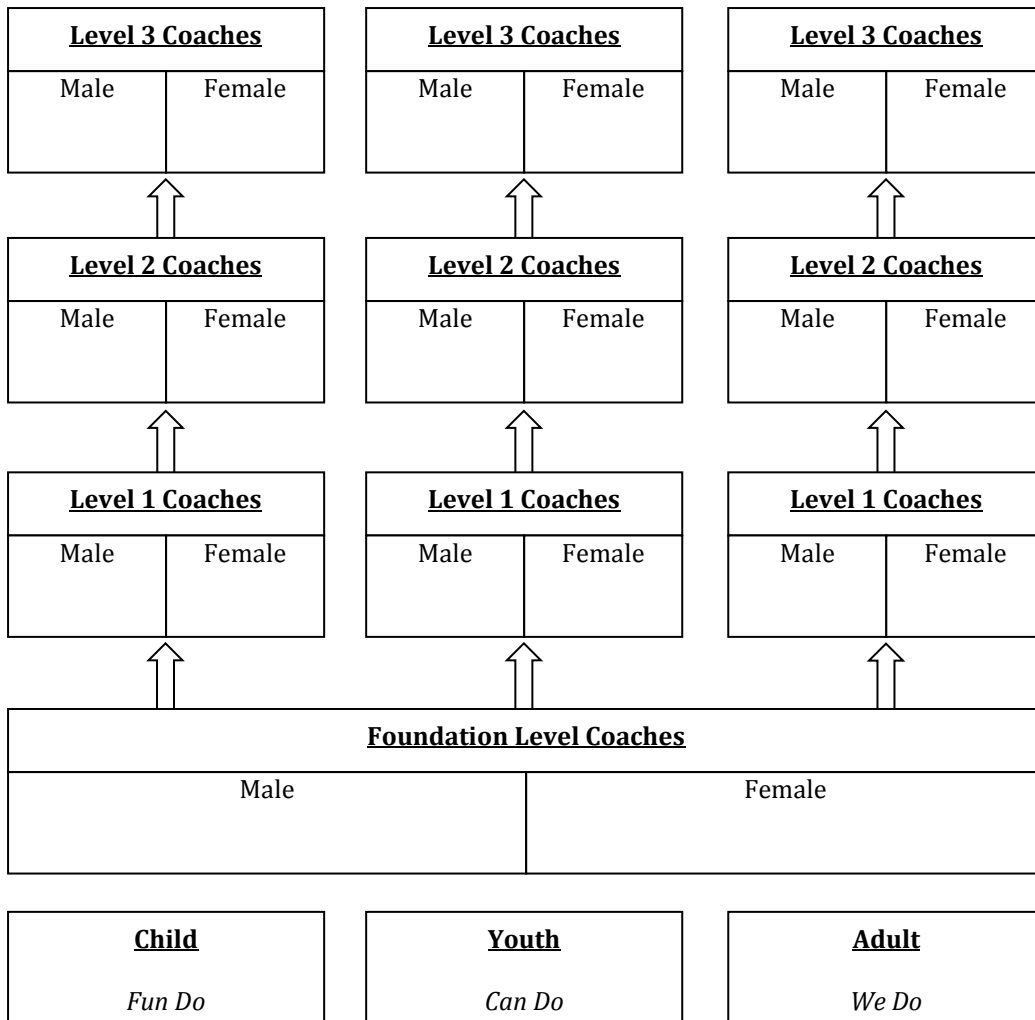 Level 3 Coaches Level 3 Coaches Level 3 Coaches
Male Female Male Female Male Female
Level 2 Coaches Level 2 Coaches Level 2 Coaches
Male Female Male Female Male Female
Level 1 Coaches Level 1 Coaches Level 1 Coaches
Male Female Male Female Male Female
Foundation Level Coaches
Male Female
Child Youth Adult
Fun Do Can Do We Do